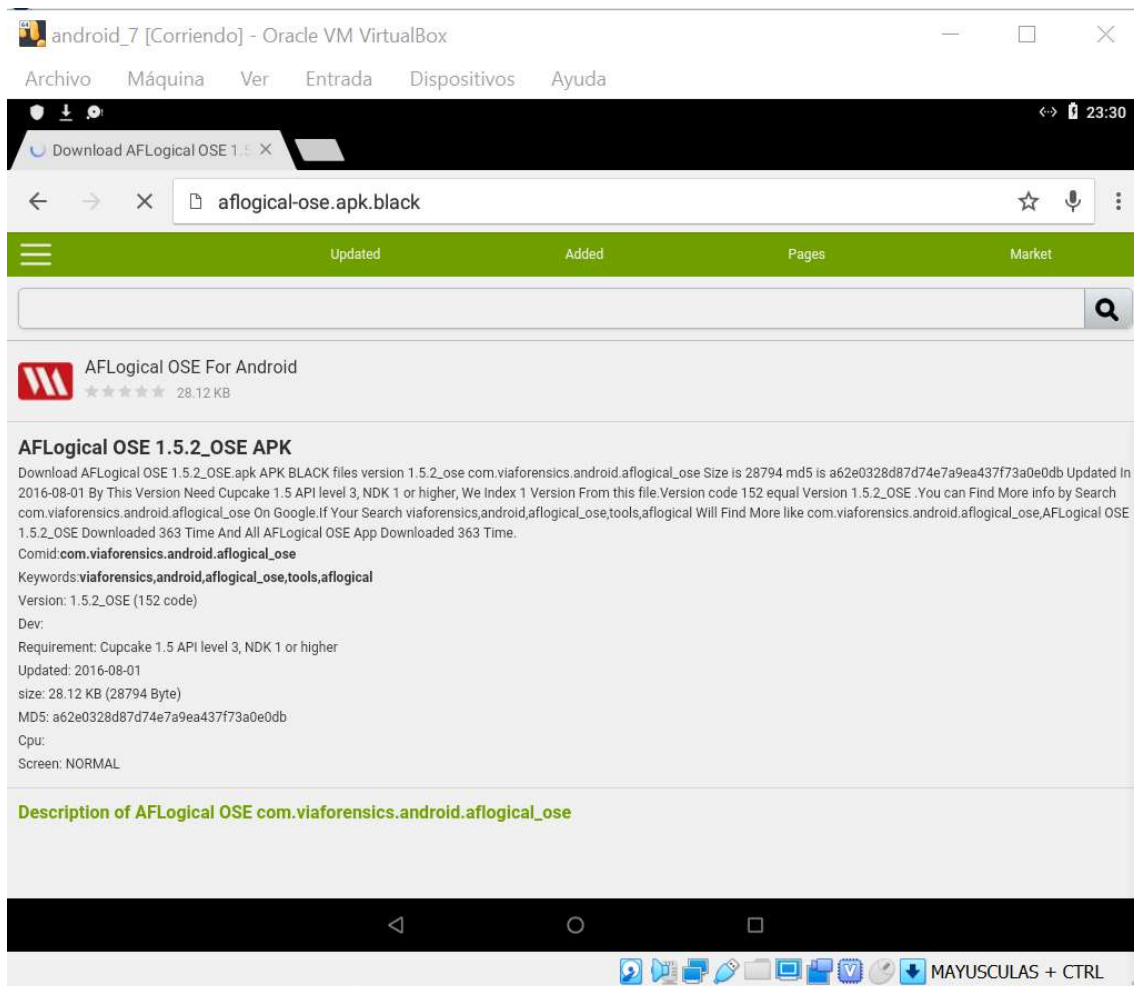 android_7 [Corriendo] - Oracle VM VirtualBox
Archivo Máquina Ver Entrada Dispositivos Ayuda
23:30
Download AFLogical OSE 1.5
aflogical-ose.apk.black
Updated Added Pages Market
AFLogical OSE For Android
28.12 KB
AFLogical OSE 1.5.2_OSE APK
Download AFLogical OSE 1.5.2_OSE.apk APK BLACK files version 1.5.2_ose com.viaforensics.android.aflogical_ose Size is 28794 md5 is a62e0328d87d74e7a9ea437f73a0e0db Updated In
2016-08-01 By This Version Need Cupcake 1.5 API level 3, NDK 1 or higher, We Index 1 Version From this file.Version code 152 equal Version 1.5.2_OSE .You can Find More info by Search
com.viaforensics.android.aflogical_ose On Google.If Your Search viaforensics,android,aflogical_ose,tools,aflogical Will Find More like com.viaforensics.android.aflogical_ose,AFLogical OSE
1.5.2_OSE Downloaded 363 Time And All AFLogical OSE App Downloaded 363 Time.
Comid:com.viaforensics.android.aflogical_ose
Keywords:viaforensics,android,aflogical_ose,tools,aflogical
Version: 1.5.2_OSE (152 code)
Dev:
Requirement: Cupcake 1.5 API level 3, NDK 1 or higher
Updated: 2016-08-01
size: 28.12 KB (28794 Byte)
MD5: a62e0328d87d74e7a9ea437f73a0e0db
Cpu:
Screen: NORMAL
Description of AFLogical OSE com.viaforensics.android.aflogical_ose
MAYUSCULAS + CTRL